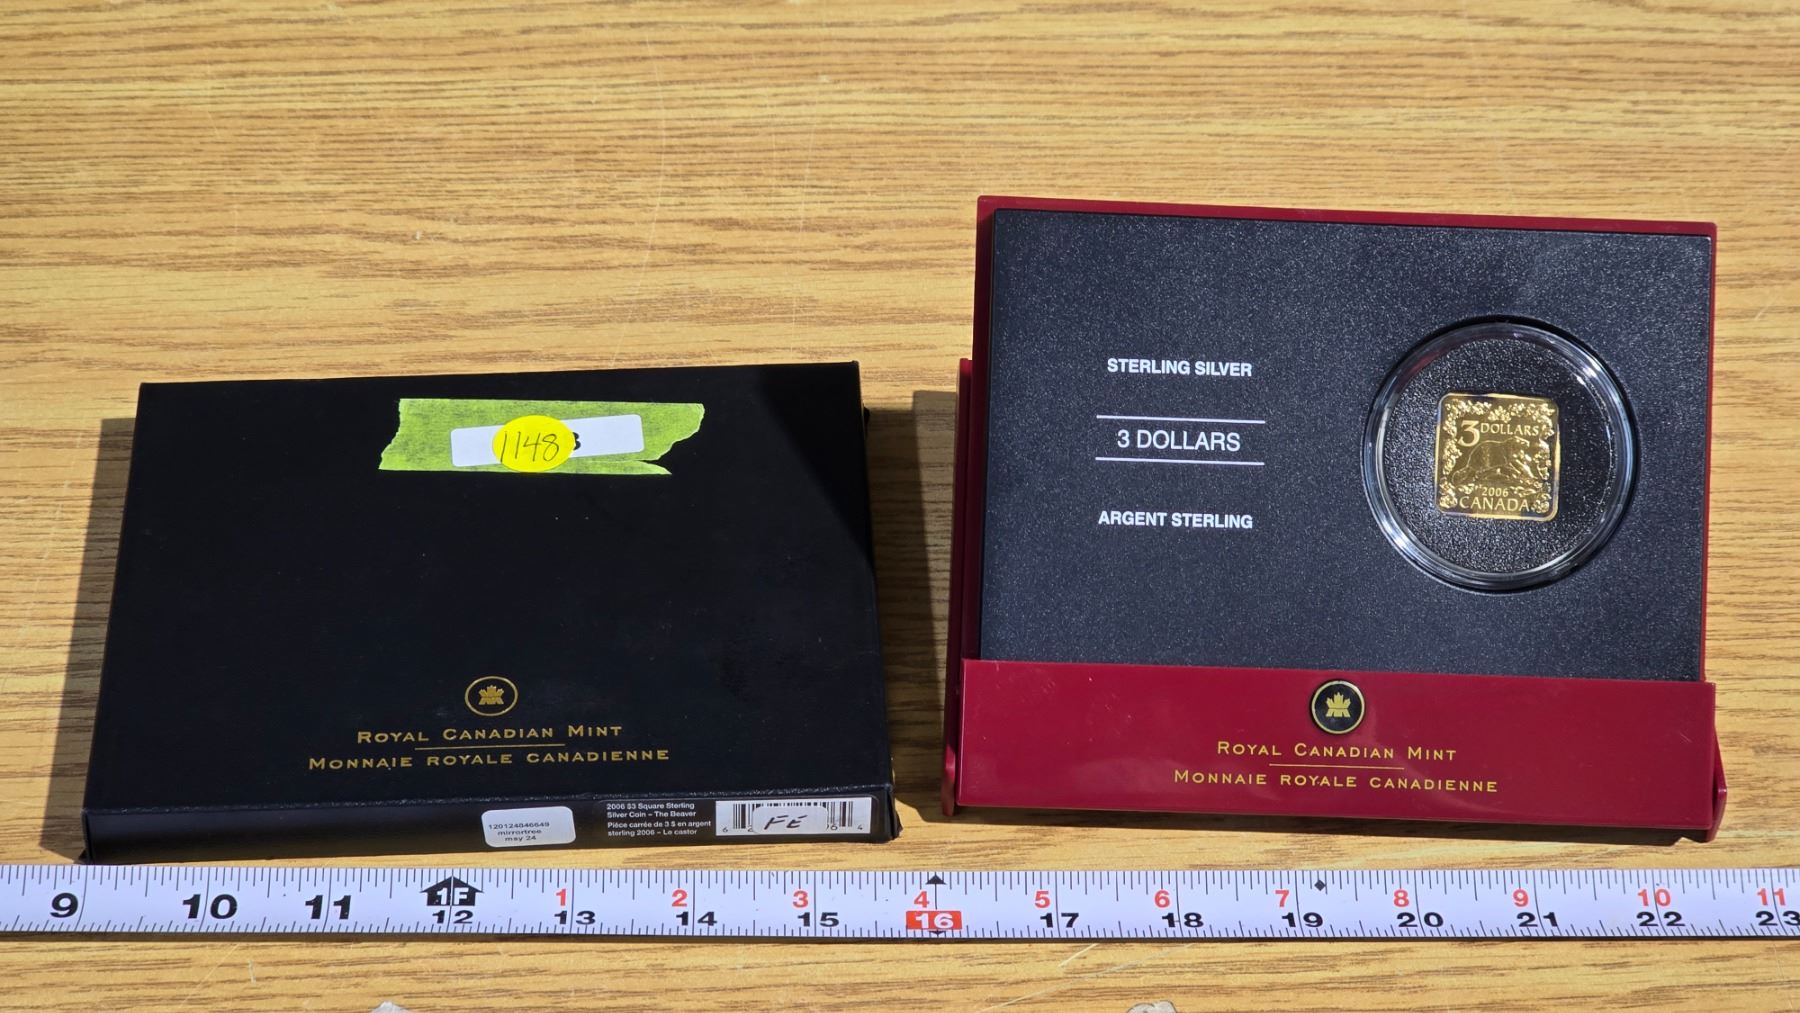 1148
ROYAL CANADIAN MINT
MONNAIE ROYALE CANADIENNE
120124846649
mirrortree
may 24
2006 $3 Square Sterling
Silver Coin – The Beaver
Pièce carrée de 3 $ en argent
sterling 2006 – Le castor
FE
STERLING SILVER
3 DOLLARS
ARGENT STERLING
3 DOLLARS
2006
CANADA
ROYAL CANADIAN MINT
MONNAIE ROYALE CANADIENNE
1F 1 2 3 4 5 6 7 8 9 10 11
9 10 11 12 13 14 15 16 17 18 19 20 21 22 23